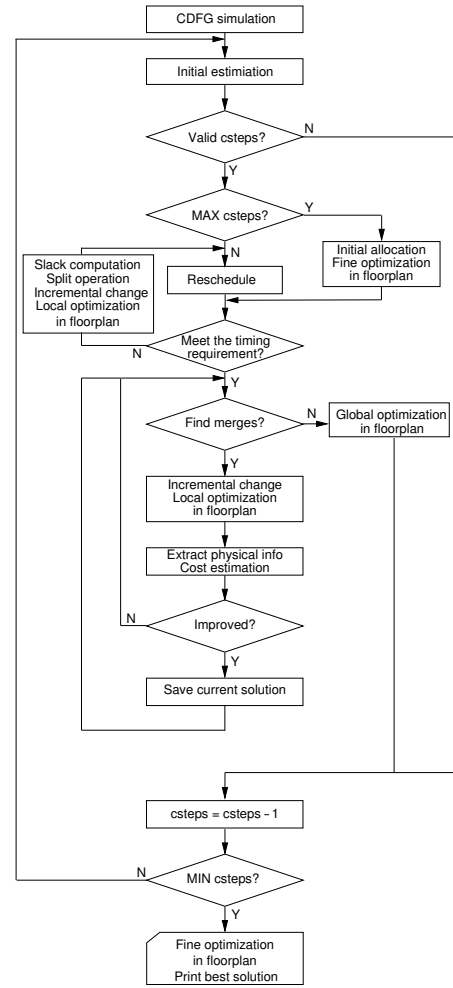 CDFG simulation
Initial estimiation
Valid csteps?
N
Y
MAX csteps?
Y
N
Slack computation
Split operation
Incremental change
Local optimization
in floorplan
Reschedule
Initial allocation
Fine optimization
in floorplan
Meet the timing
requirement?
N
Y
Find merges?
N
Global optimization
in floorplan
Y
Incremental change
Local optimization
in floorplan
Extract physical info
Cost estimation
Improved?
N
Y
Save current solution
csteps = csteps - 1
MIN csteps?
N
Y
Fine optimization
in floorplan
Print best solution